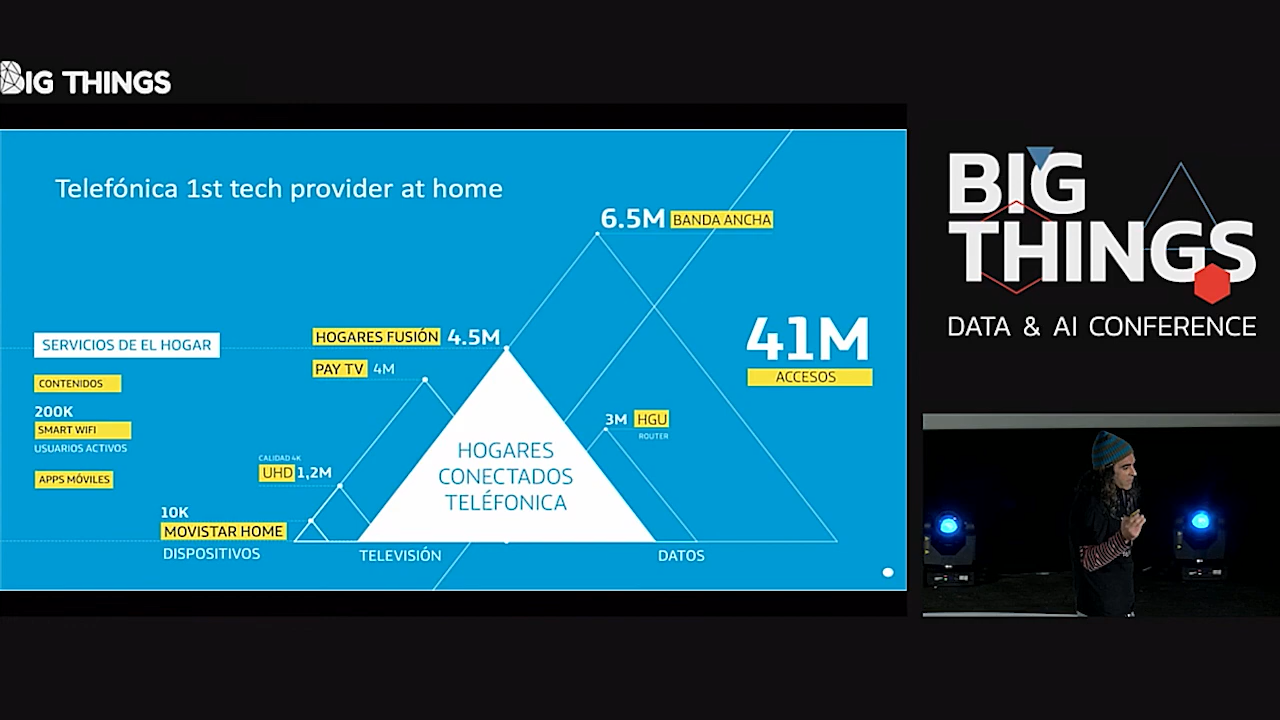 BIG THINGS
Telefónica 1st tech provider at home
6.5M BANDA ANCHA
HOGARES FUSIÓN 4.5M
SERVICIOS DE EL HOGAR
PAY TV 4M
CONTENIDOS
200K
SMART WIFI
USUARIOS ACTIVOS
APPS MÓVILES
CALIDAD 4K
UHD 1,2M
10K
MOVISTAR HOME
DISPOSITIVOS
HOGARES
CONECTADOS
TELÉFONICA
TELEVISIÓN
3M HGU
ROUTER
DATOS
41M
ACCESOS
BIG
THINGS
DATA & AI CONFERENCE